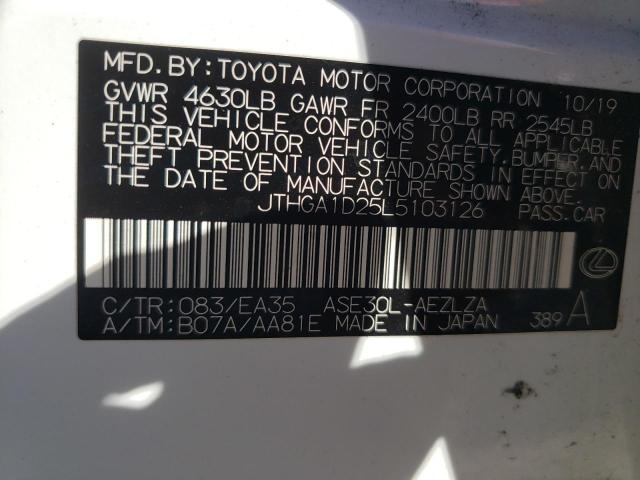 MFD.BY:TOYOTA MOTOR CORPORATION 10/19
GVWR 4630LB GAWR FR 2400LB RR 2545LB
THIS VEHICLE CONFORMS TO ALL APPLICABLE
FEDERAL MOTOR VEHICLE SAFETY,BUMPER,AND
THEFT PREVENTION STANDARDS IN EFFECT ON
THE DATE OF MANUFACTURE SHOWN ABOVE.
JTHGA1D25L5103126 PASS.CAR
C/TR:083/EA35 ASE30L-AEZLZA
A/TM:B07A/AA81E MADE IN JAPAN 389 A